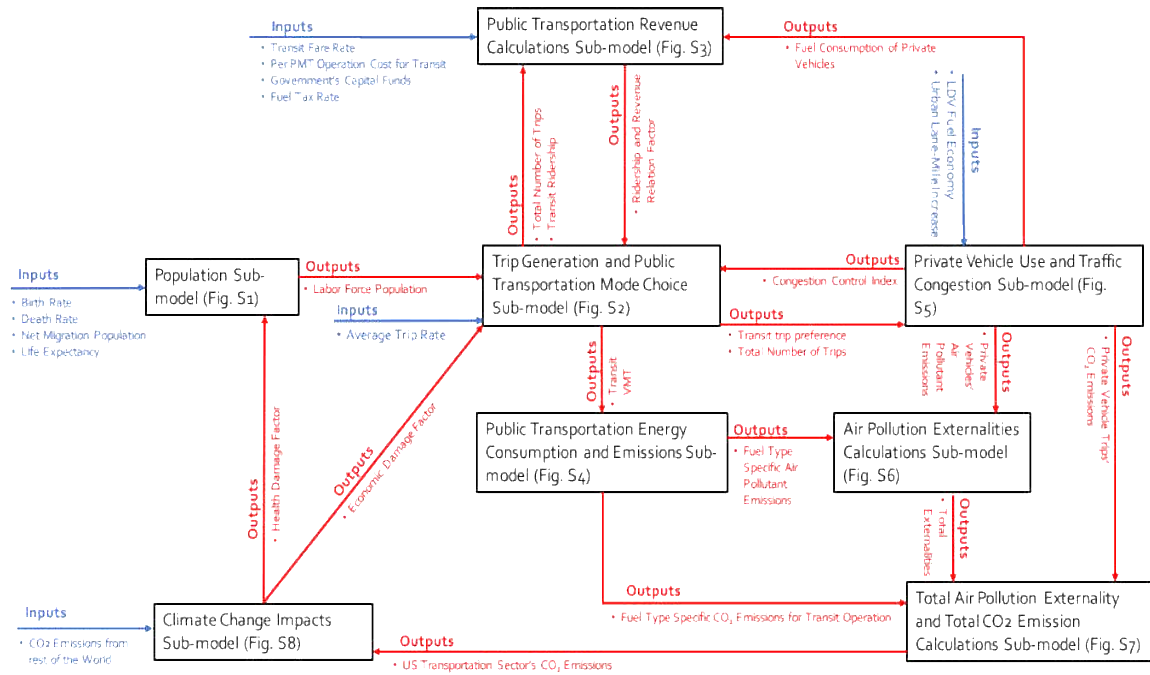 Inputs
• Transit Fare Rate
• Per PMT Operation Cost for Transit
• Government's Capital Funds
• Fuel Tax Rate
Public Transportation Revenue
Calculations Sub-model (Fig. S3)
Outputs
• Fuel Consumption of Private
Vehicles
Outputs
• Total Number of Trips
• Transit Ridership
Outputs
• Ridership and Revenue
Relation Factor
Inputs
• LDV Fuel Economy
• Urban Lane-Mile Increase
Inputs
• Birth Rate
• Death Rate
• Net Migration Population
• Life Expectancy
Population Sub-
model (Fig. S1)
Outputs
• Labor Force Population
Inputs
• Average Trip Rate
Trip Generation and Public
Transportation Mode Choice
Sub-model (Fig. S2)
Outputs
• Congestion Control Index
Outputs
• Transit trip preference
• Total Number of Trips
Private Vehicle Use and Traffic
Congestion Sub-model (Fig.
S5)
Outputs
• Transit
VMT
Outputs
• Private
Vehicles'
Air
Pollutant
Emissions
Outputs
• Private Vehicle Trips'
CO₂ Emissions
Public Transportation Energy
Consumption and Emissions Sub-
model (Fig. S4)
Outputs
• Fuel Type
Specific Air
Pollutant
Emissions
Air Pollution Externalities
Calculations Sub-model
(Fig. S6)
Outputs
• Health Damage Factor
Outputs
• Economic Damage Factor
Outputs
• Total
Externalities
Inputs
• CO2 Emissions from
rest of the World
Climate Change Impacts
Sub-model (Fig. S8)
Outputs
• Fuel Type Specific CO₂ Emissions for Transit Operation
Outputs
• US Transportation Sector's CO₂ Emissions
Total Air Pollution Externality
and Total CO2 Emission
Calculations Sub-model (Fig. S7)